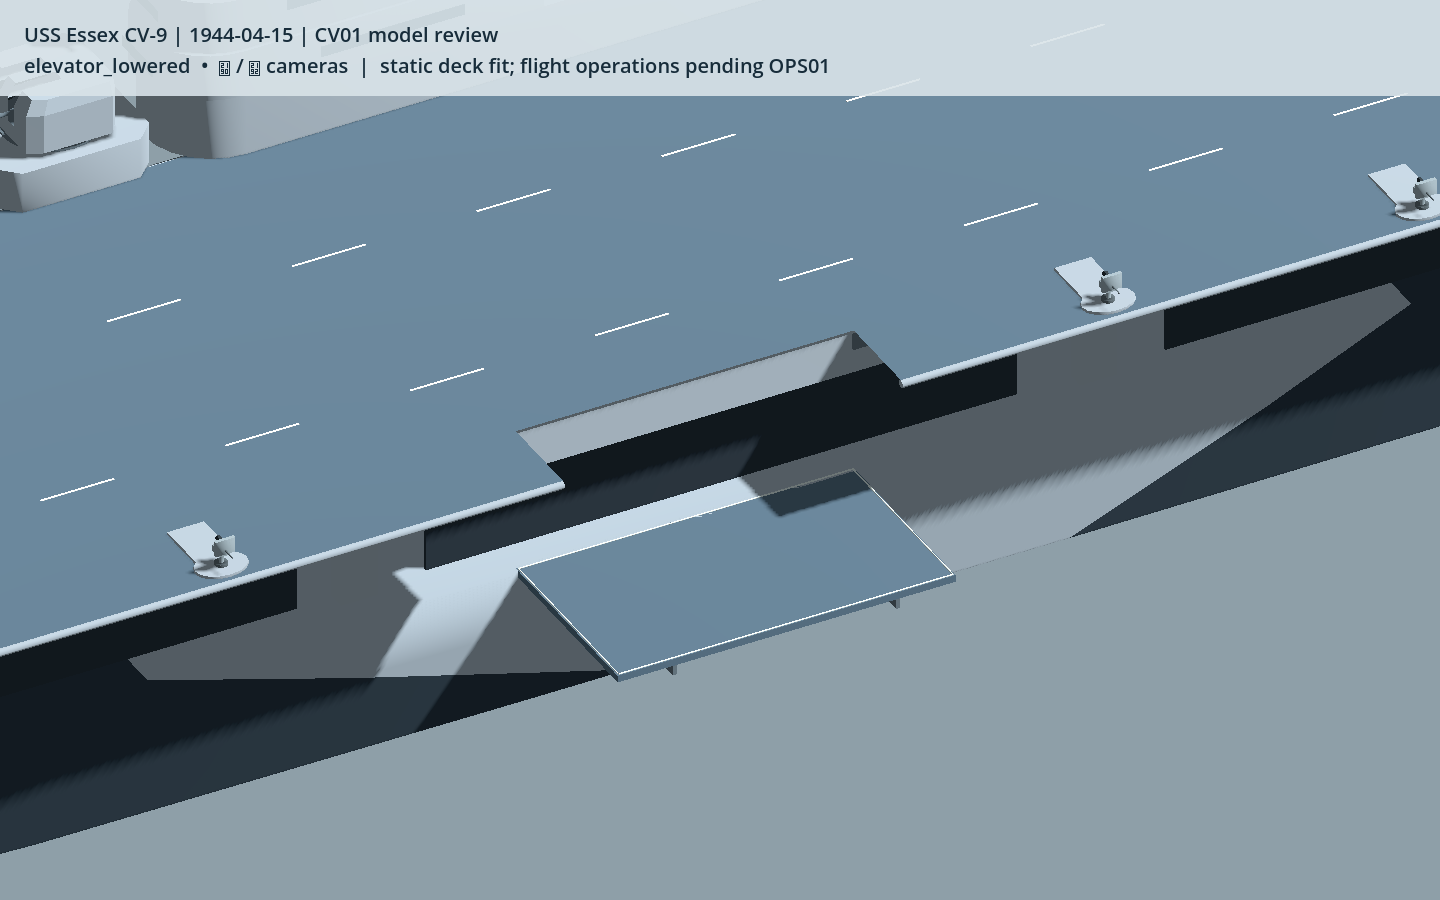 USS Essex CV-9 | 1944-04-15 | CV01 model review
elevator_lowered • / cameras | static deck fit; flight operations pending OPS01